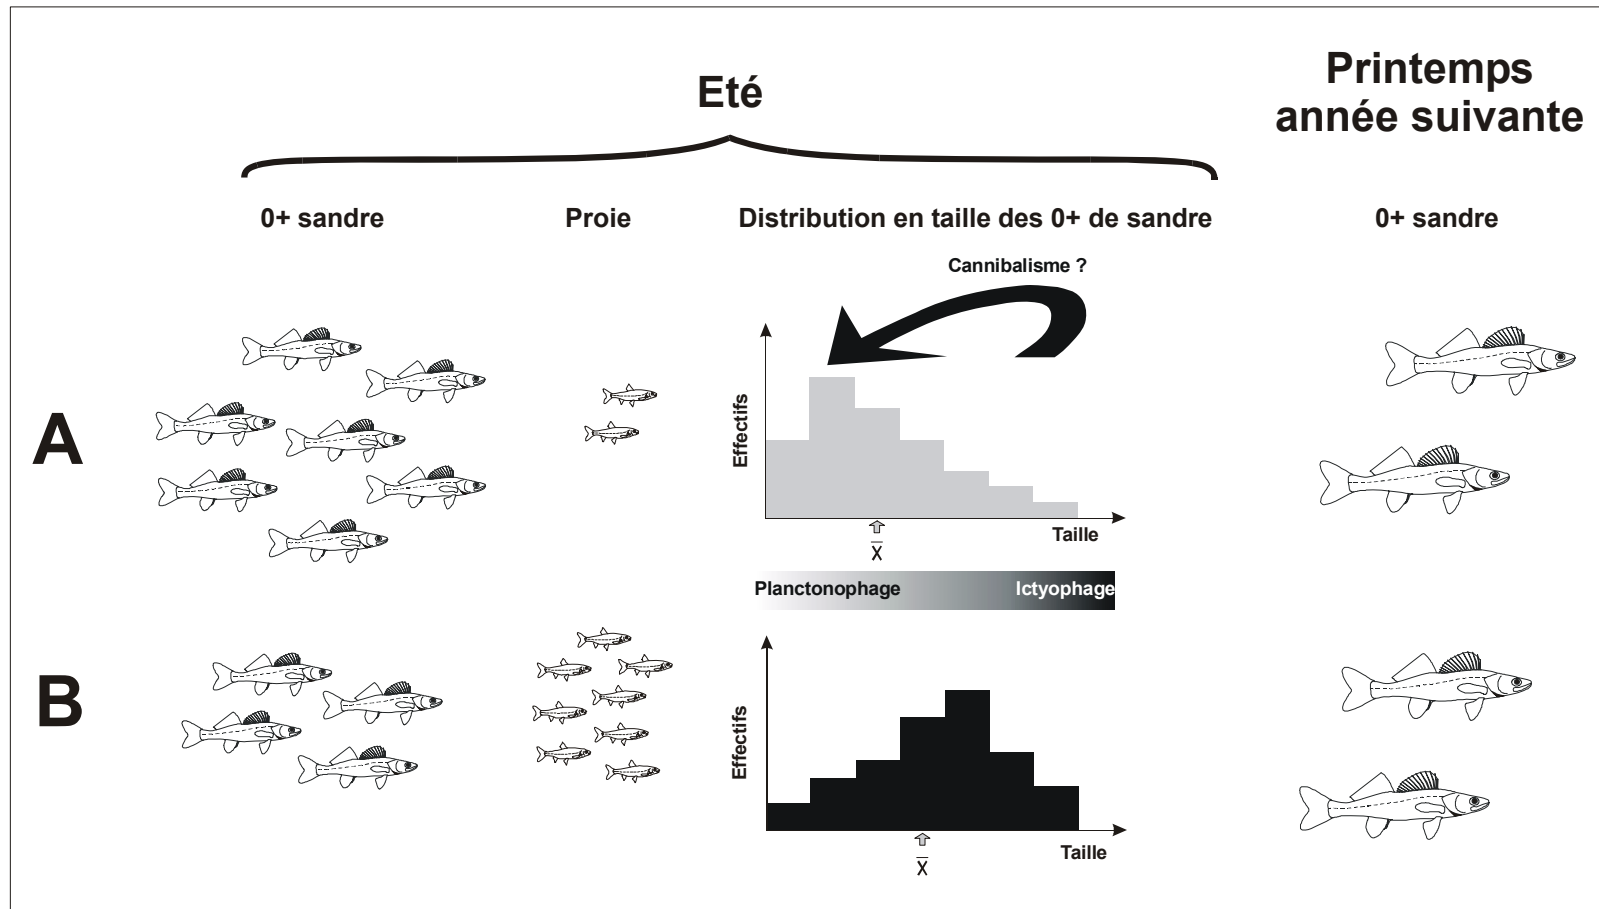 Eté
Printemps
année suivante
0+ sandre
Proie
Distribution en taille des 0+ de sandre
0+ sandre
Cannibalisme ?
A
Effectifs
Taille
X
Planctonophage
Ictyophage
B
Effectifs
Taille
X